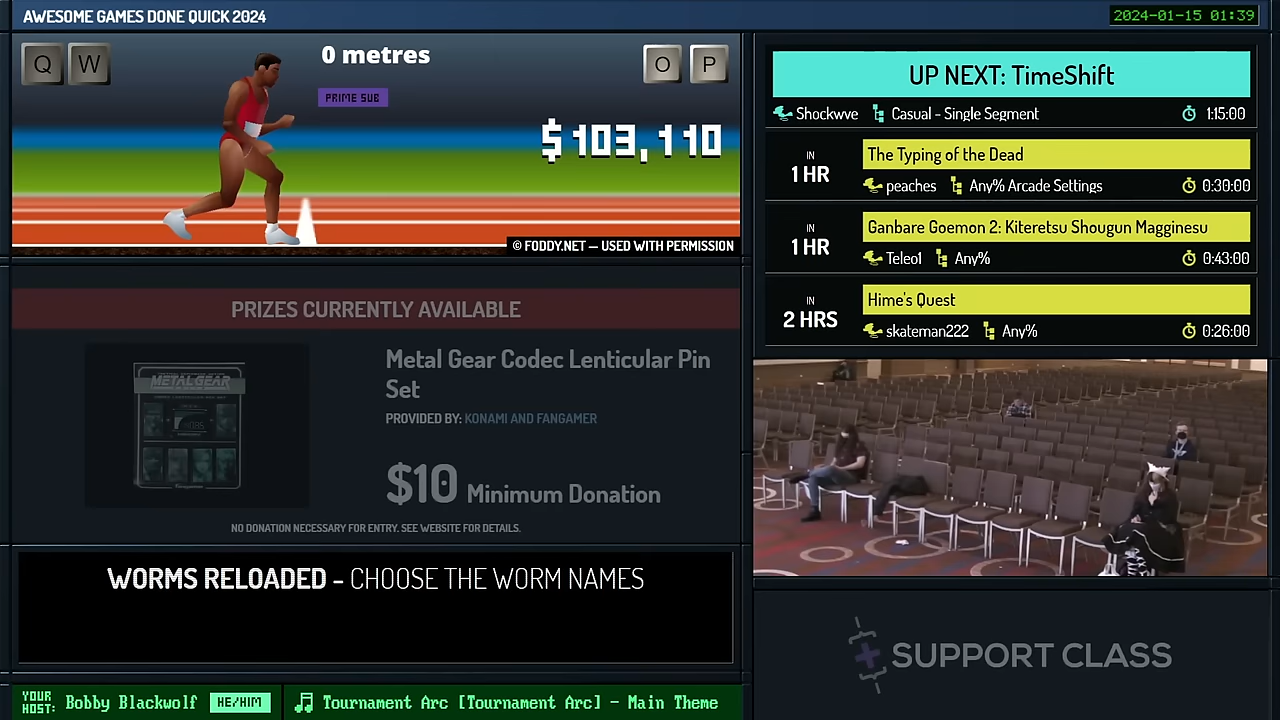 AWESOME GAMES DONE QUICK 2024
2024-01-15 01:39
Q W
0 metres
O P
PRIME SUB
$103,110
© FODDY.NET — USED WITH PERMISSION
PRIZES CURRENTLY AVAILABLE
METAL GEAR
Metal Gear Codec Lenticular Pin
Set
PROVIDED BY: KONAMI AND FANGAMER
$10 Minimum Donation
NO DONATION NECESSARY FOR ENTRY. SEE WEBSITE FOR DETAILS.
WORMS RELOADED - CHOOSE THE WORM NAMES
YOUR HOST: Bobby Blackwolf HE/HIM
Tournament Arc [Tournament Arc] - Main Theme
UP NEXT: TimeShift
Shockwve Casual - Single Segment 1:15:00
IN
1 HR
The Typing of the Dead
peaches Any% Arcade Settings 0:30:00
IN
1 HR
Ganbare Goemon 2: Kiteretsu Shougun Magginesu
Teleo1 Any% 0:43:00
IN
2 HRS
Hime's Quest
skateman222 Any% 0:26:00
SUPPORT CLASS